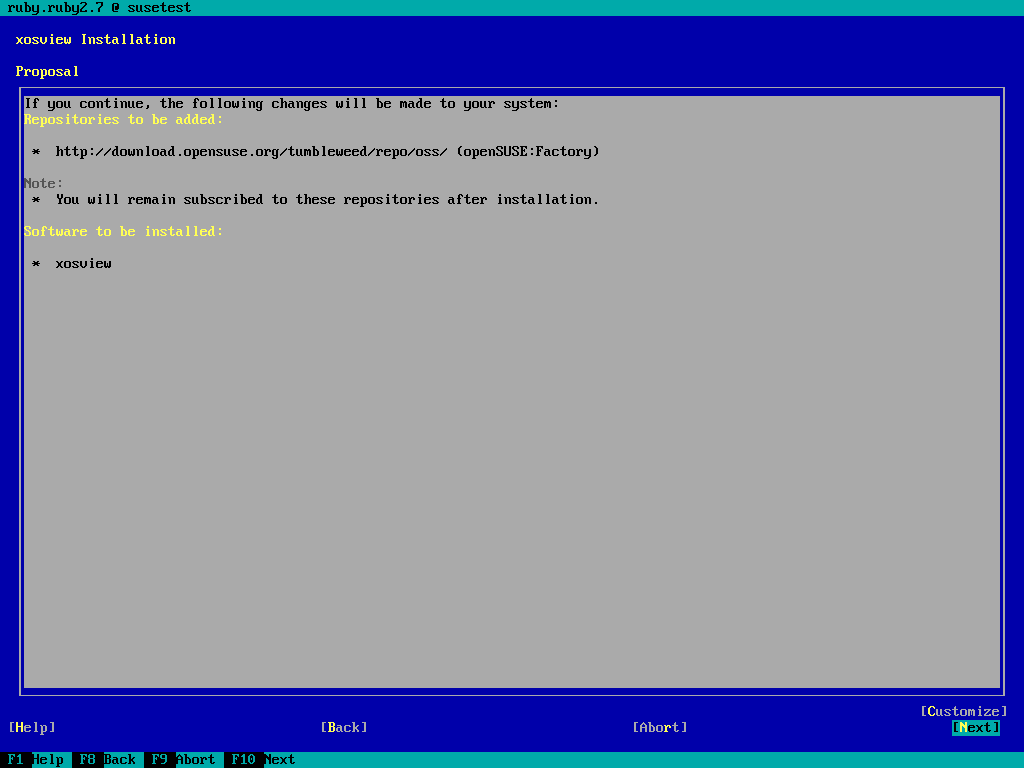 ruby.ruby2.7 @ susetest
xosview Installation
Proposal
If you continue, the following changes will be made to your system:
Repositories to be added:
* http://download.opensuse.org/tumbleweed/repo/oss/ (openSUSE:Factory)
Note:
* You will remain subscribed to these repositories after installation.
Software to be installed:
* xosview
[Customize]
[Help] [Back] [Abort] [Next]
F1 Help F8 Back F9 Abort F10 Next